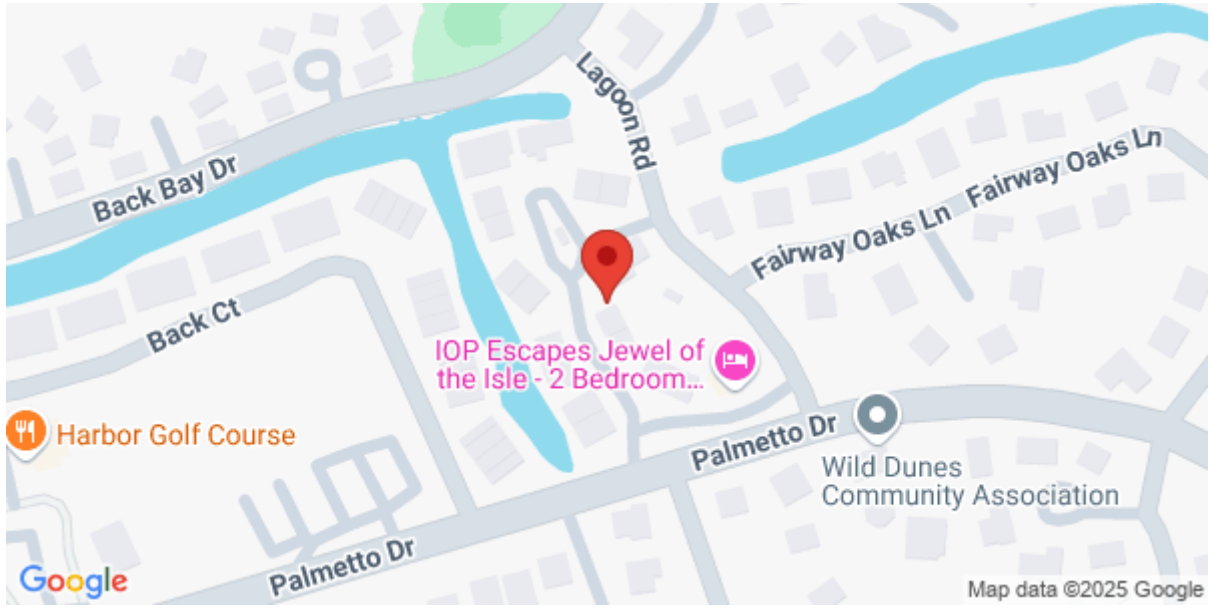 Lagoon Rd
Back Bay Dr
Fairway Oaks Ln
Fairway Oaks Ln
Back Ct
IOP Escapes Jewel of
the Isle - 2 Bedroom...
Harbor Golf Course
Palmetto Dr
Wild Dunes
Community Association
Palmetto Dr
Google
Map data ©2025 Google